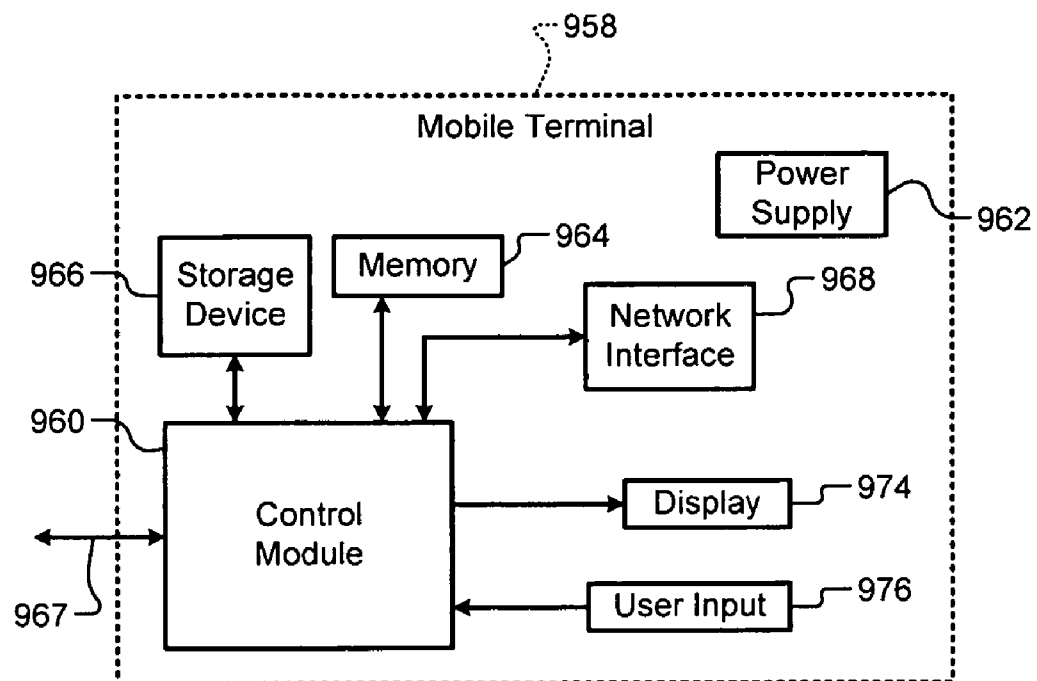 958
Mobile Terminal
Power
Supply
962
964
Memory
966
Storage
Device
968
Network
Interface
960
Control
Module
Display
974
967
User Input
976